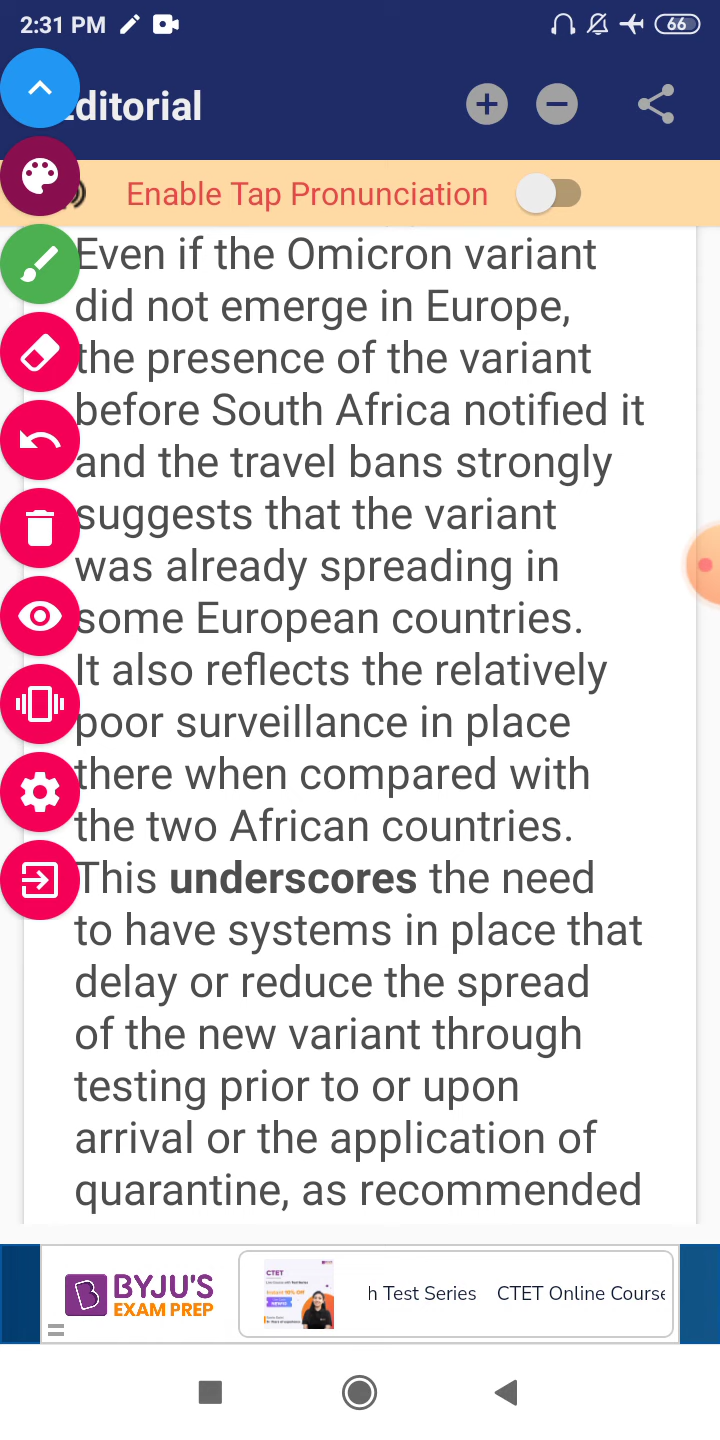 2:31 PM
66
ditorial
Enable Tap Pronunciation
Even if the Omicron variant
did not emerge in Europe,
the presence of the variant
before South Africa notified it
and the travel bans strongly
suggests that the variant
was already spreading in
some European countries.
It also reflects the relatively
poor surveillance in place
there when compared with
the two African countries.
This underscores the need
to have systems in place that
delay or reduce the spread
of the new variant through
testing prior to or upon
arrival or the application of
quarantine, as recommended
BYJU'S
EXAM PREP
CTET
h Test Series CTET Online Course